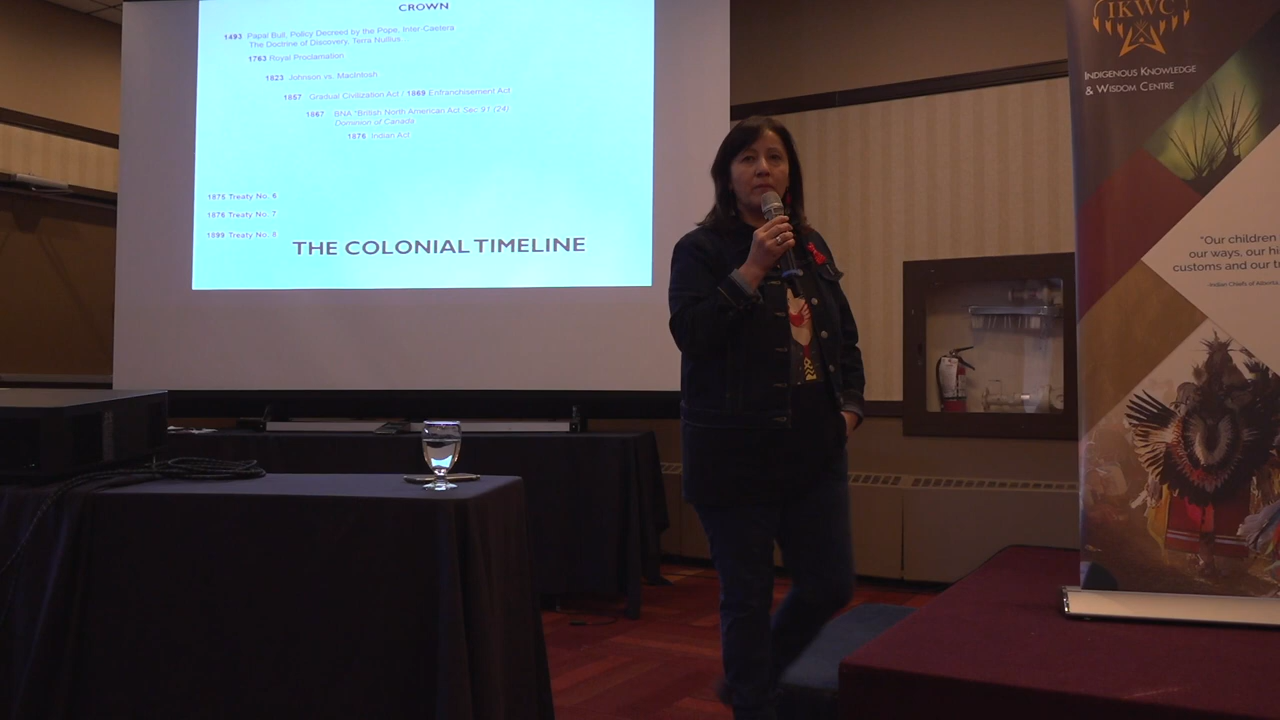 CROWN
1493 Papal Bull, Policy Decreed by the Pope, Inter-Caetera
The Doctrine of Discovery, Terra Nullius
1763 Royal Proclamation
1823 Johnson vs. MacIntosh
1857 Gradual Civilization Act / 1869 Enfranchisement Act
1867 BNA "British North American Act Sec 91 (24)
Dominion of Canada
1876 Indian Act
1875 Treaty No. 6
1876 Treaty No. 7
1899 Treaty No. 8
THE COLONIAL TIMELINE
IKWC
INDIGENOUS KNOWLEDGE
& WISDOM CENTRE
"Our children
our ways, our hi
customs and our tr
-Indian Chiefs of Alberta,